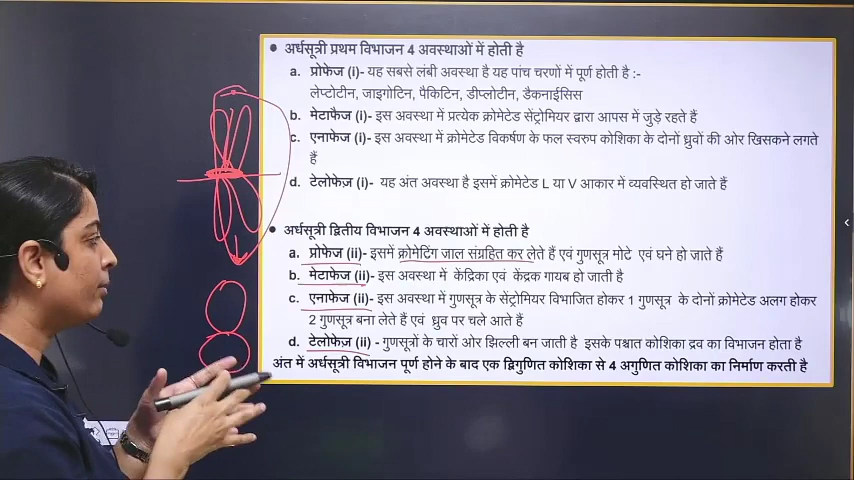 ● अर्धसूत्री प्रथम विभाजन 4 अवस्थाओं में होती है
a. प्रोफेज (i)- यह सबसे लंबी अवस्था है यह पांच चरणों में पूर्ण होती है :-
लेप्टोटीन, जाइगोटिन, पैकिटिन, डीप्लोटीन, डैकनाईसिस
b. मेटाफैज (i)- इस अवस्था में प्रत्येक क्रोमेटेड सेंट्रोमियर द्वारा आपस में जुड़े रहते हैं
c. एनाफेज (i)- इस अवस्था में क्रोमेटेड विकर्षण के फल स्वरुप कोशिका के दोनों ध्रुवों की ओर खिसकने लगते
हैं
d. टेलोफेज़ (i)- यह अंत अवस्था है इसमें क्रोमेटेड L या V आकार में व्यवस्थित हो जाते हैं
● अर्धसूत्री द्वितीय विभाजन 4 अवस्थाओं में होती है
a. प्रोफेज (ii)- इसमें क्रोमेटिंग जाल संग्रहित कर लेते हैं एवं गुणसूत्र मोटे एवं घने हो जाते हैं
b. मेटाफेज (ii)- इस अवस्था में केंद्रिका एवं केंद्रक गायब हो जाती है
c. एनाफेज (ii)- इस अवस्था में गुणसूत्र के सेंट्रोमियर विभाजित होकर 1 गुणसूत्र के दोनों क्रोमेटेड अलग होकर
2 गुणसूत्र बना लेते हैं एवं ध्रुव पर चले आते हैं
d. टेलोफेज़ (ii) - गुणसूत्रों के चारों ओर झिल्ली बन जाती है इसके पश्चात कोशिका द्रव का विभाजन होता है
अंत में अर्धसूत्री विभाजन पूर्ण होने के बाद एक द्विगुणित कोशिका से 4 अगुणित कोशिका का निर्माण करती है